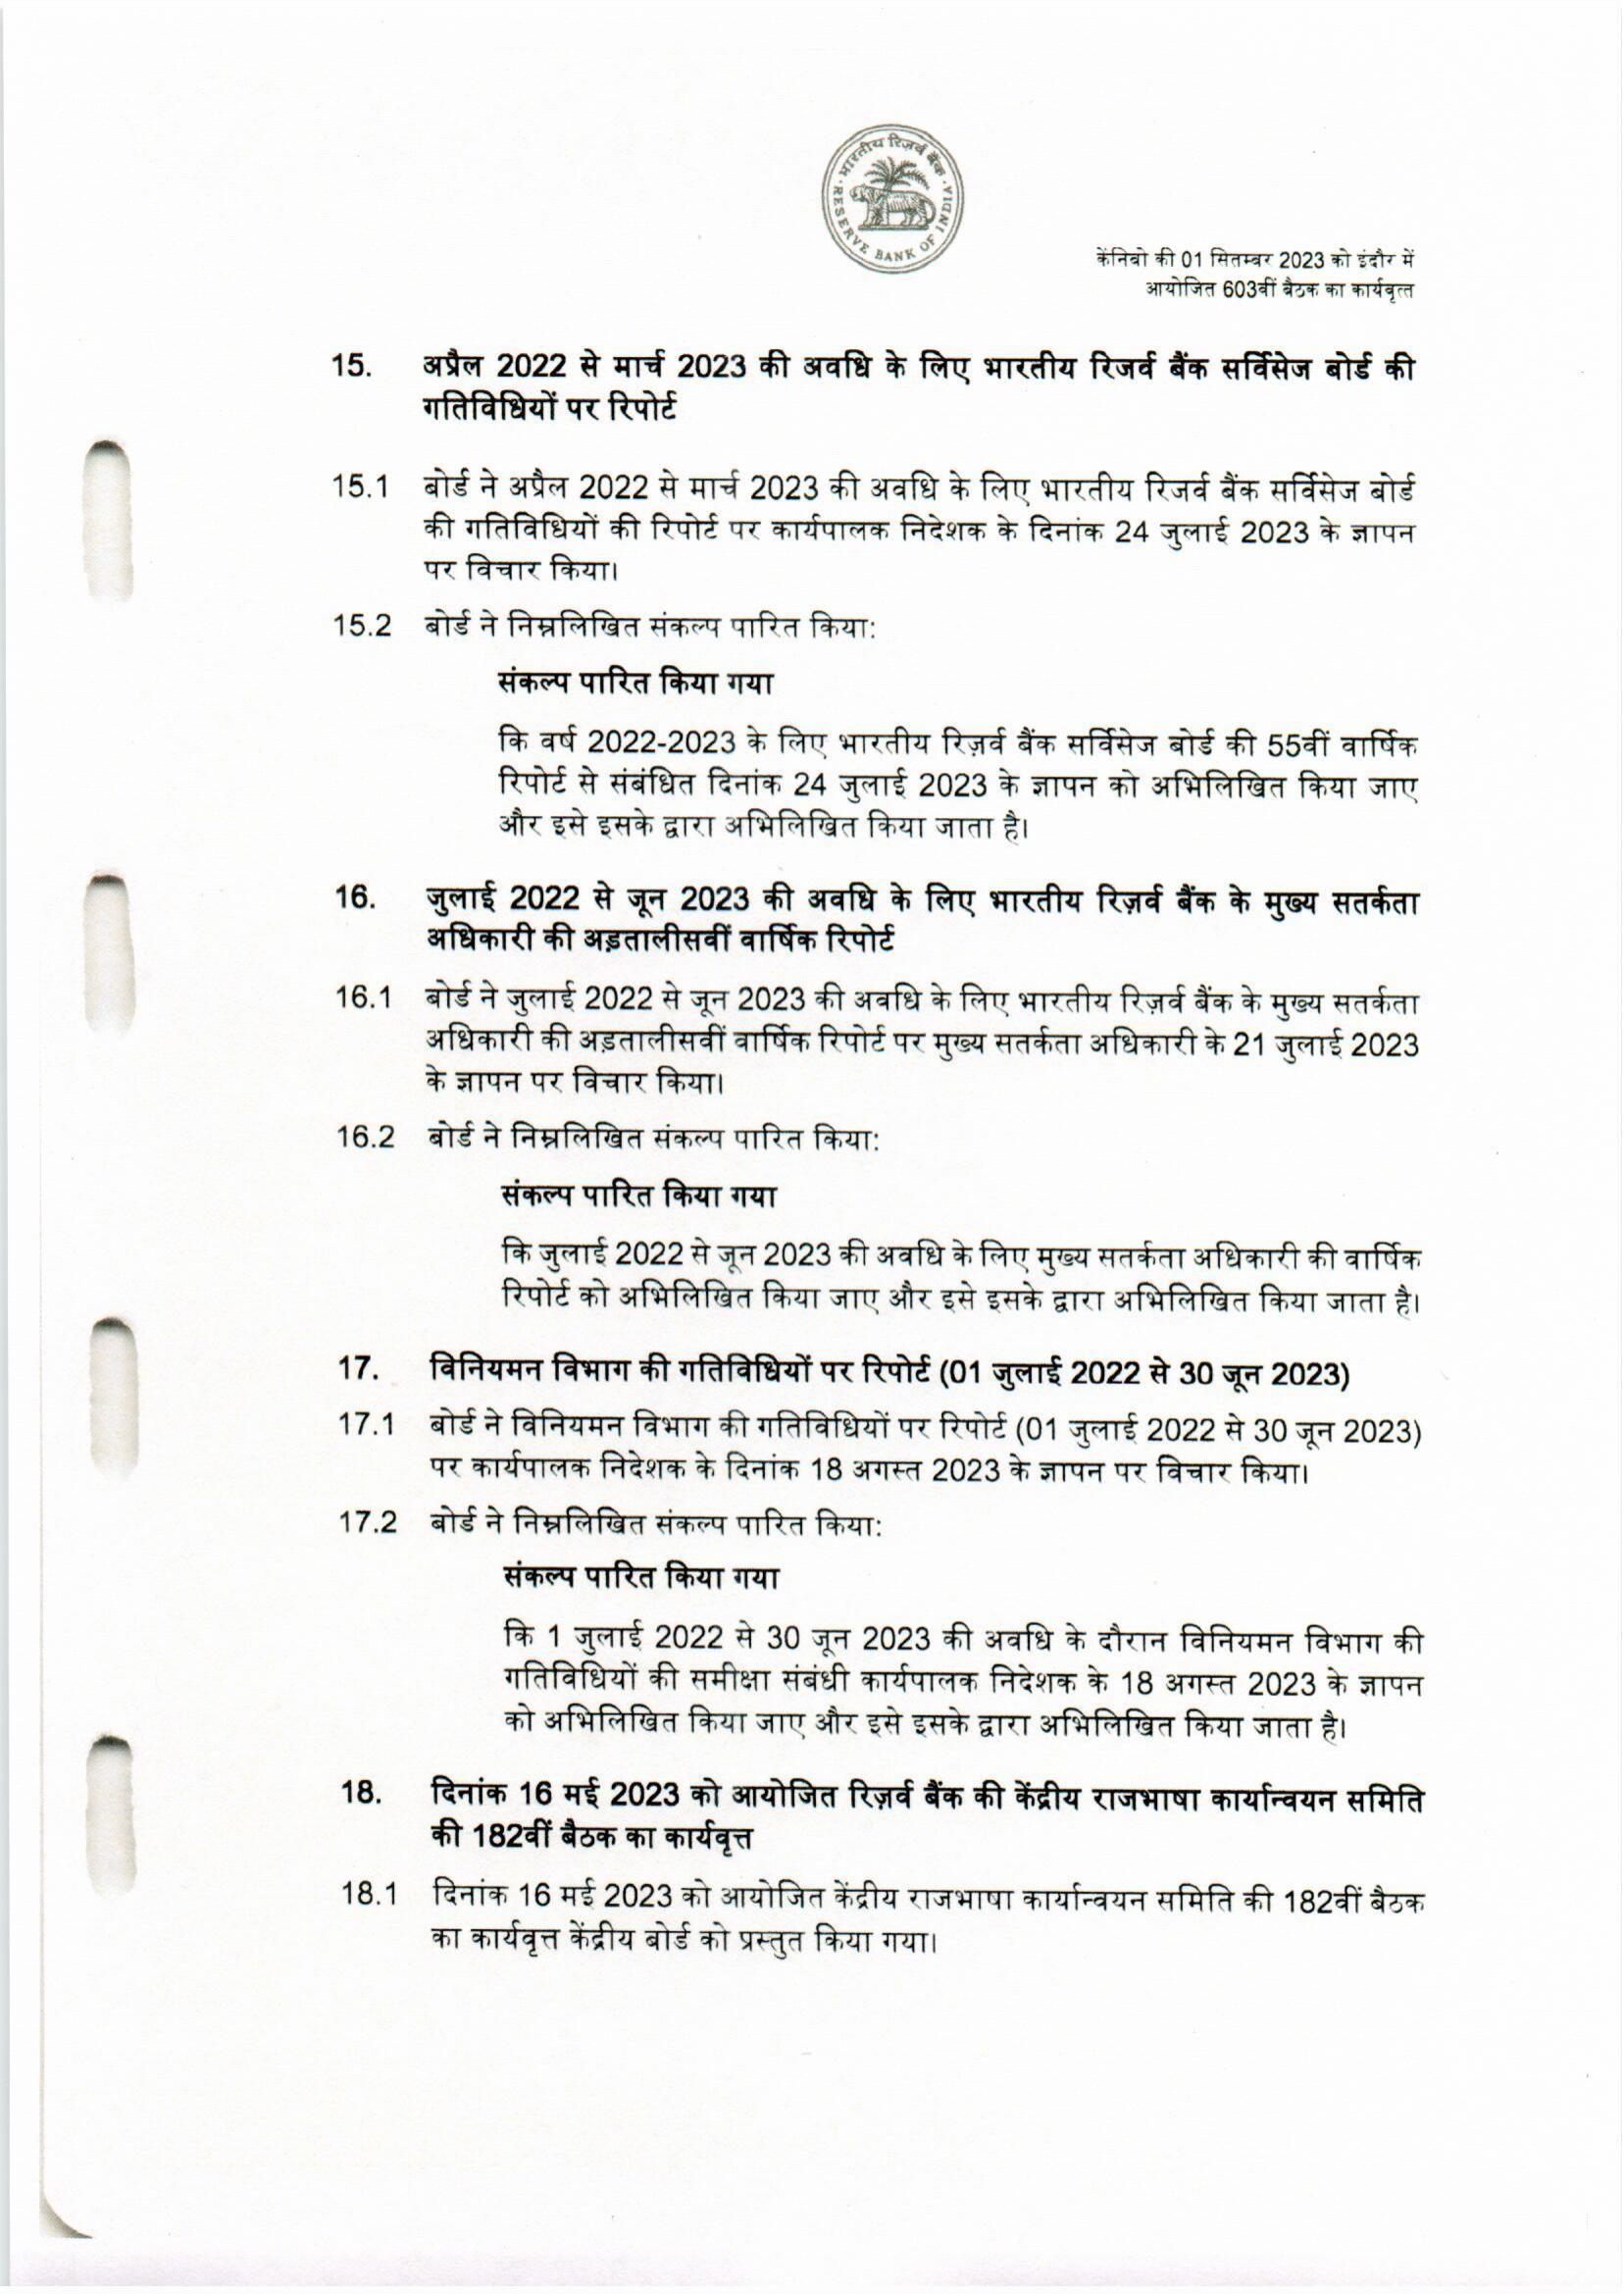 भारतीय रिज़र्व बैंक
RESERVE BANK OF INDIA
केंनिबो की 01 सितम्बर 2023 को इंदौर में
आयोजित 603वीं बैठक का कार्यवृत्त
15. अप्रैल 2022 से मार्च 2023 की अवधि के लिए भारतीय रिजर्व बैंक सर्विसेज बोर्ड की
गतिविधियों पर रिपोर्ट
15.1 बोर्ड ने अप्रैल 2022 से मार्च 2023 की अवधि के लिए भारतीय रिजर्व बैंक सर्विसेज बोर्ड
की गतिविधियों की रिपोर्ट पर कार्यपालक निदेशक के दिनांक 24 जुलाई 2023 के ज्ञापन
पर विचार किया।
15.2 बोर्ड ने निम्नलिखित संकल्प पारित किया:
संकल्प पारित किया गया
कि वर्ष 2022-2023 के लिए भारतीय रिज़र्व बैंक सर्विसेज बोर्ड की 55वीं वार्षिक
रिपोर्ट से संबंधित दिनांक 24 जुलाई 2023 के ज्ञापन को अभिलिखित किया जाए
और इसे इसके द्वारा अभिलिखित किया जाता है।
16. जुलाई 2022 से जून 2023 की अवधि के लिए भारतीय रिज़र्व बैंक के मुख्य सतर्कता
अधिकारी की अड़तालीसवीं वार्षिक रिपोर्ट
16.1 बोर्ड ने जुलाई 2022 से जून 2023 की अवधि के लिए भारतीय रिज़र्व बैंक के मुख्य सतर्कता
अधिकारी की अड़तालीसवीं वार्षिक रिपोर्ट पर मुख्य सतर्कता अधिकारी के 21 जुलाई 2023
के ज्ञापन पर विचार किया।
16.2 बोर्ड ने निम्नलिखित संकल्प पारित किया:
संकल्प पारित किया गया
कि जुलाई 2022 से जून 2023 की अवधि के लिए मुख्य सतर्कता अधिकारी की वार्षिक
रिपोर्ट को अभिलिखित किया जाए और इसे इसके द्वारा अभिलिखित किया जाता है।
17. विनियमन विभाग की गतिविधियों पर रिपोर्ट (01 जुलाई 2022 से 30 जून 2023)
17.1 बोर्ड ने विनियमन विभाग की गतिविधियों पर रिपोर्ट (01 जुलाई 2022 से 30 जून 2023)
पर कार्यपालक निदेशक के दिनांक 18 अगस्त 2023 के ज्ञापन पर विचार किया।
17.2 बोर्ड ने निम्नलिखित संकल्प पारित किया:
संकल्प पारित किया गया
कि 1 जुलाई 2022 से 30 जून 2023 की अवधि के दौरान विनियमन विभाग की
गतिविधियों की समीक्षा संबंधी कार्यपालक निदेशक के 18 अगस्त 2023 के ज्ञापन
को अभिलिखित किया जाए और इसे इसके द्वारा अभिलिखित किया जाता है।
18. दिनांक 16 मई 2023 को आयोजित रिज़र्व बैंक की केंद्रीय राजभाषा कार्यान्वयन समिति
की 182वीं बैठक का कार्यवृत्त
18.1 दिनांक 16 मई 2023 को आयोजित केंद्रीय राजभाषा कार्यान्वयन समिति की 182वीं बैठक
का कार्यवृत्त केंद्रीय बोर्ड को प्रस्तुत किया गया।